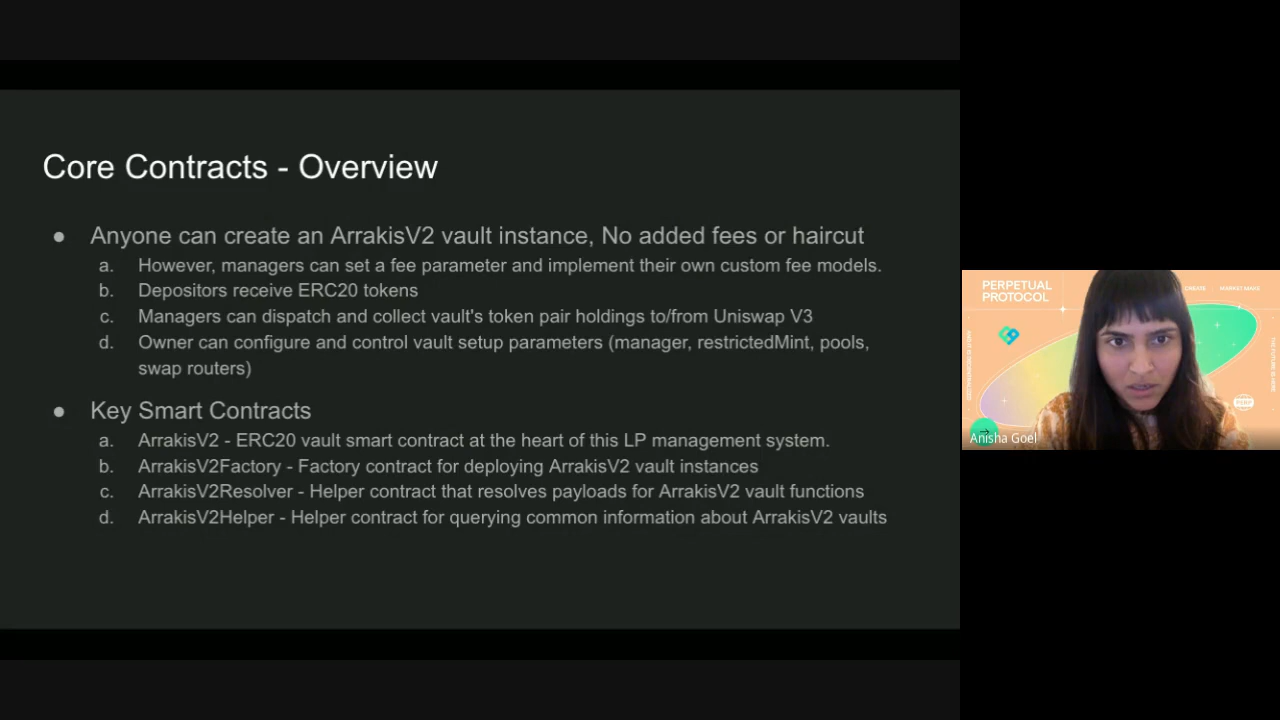 Core Contracts - Overview
● Anyone can create an ArrakisV2 vault instance, No added fees or haircut
a. However, managers can set a fee parameter and implement their own custom fee models.
b. Depositors receive ERC20 tokens
c. Managers can dispatch and collect vault's token pair holdings to/from Uniswap V3
d. Owner can configure and control vault setup parameters (manager, restrictedMint, pools,
swap routers)
● Key Smart Contracts
a. ArrakisV2 - ERC20 vault smart contract at the heart of this LP management system.
b. ArrakisV2Factory - Factory contract for deploying ArrakisV2 vault instances
c. ArrakisV2Resolver - Helper contract that resolves payloads for ArrakisV2 vault functions
d. ArrakisV2Helper - Helper contract for querying common information about ArrakisV2 vaults
PERPETUAL
PROTOCOL
CREATE
MARKET MAKE
Anisha Goel